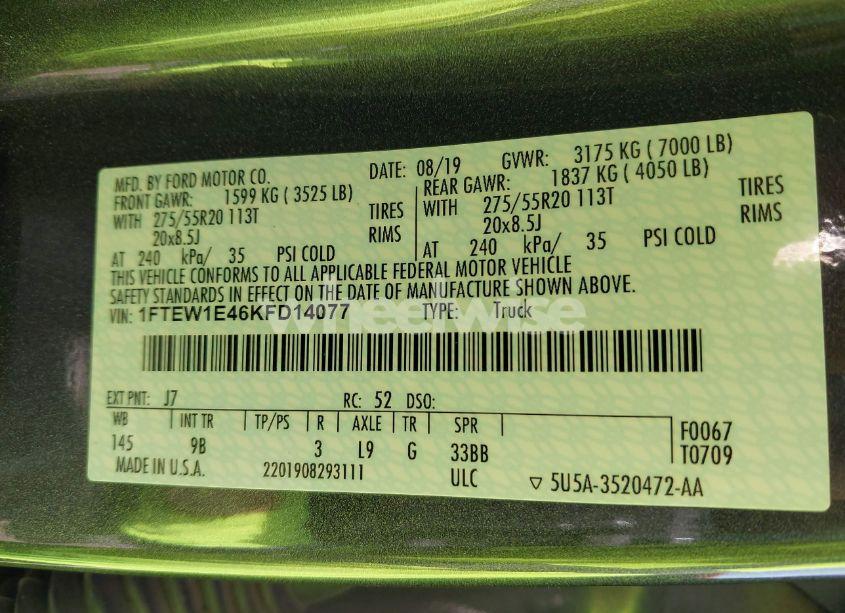 MFD. BY FORD MOTOR CO. DATE: 08/19 GVWR: 3175 KG ( 7000 LB)
FRONT GAWR: 1599 KG ( 3525 LB) REAR GAWR: 1837 KG ( 4050 LB)
WITH 275/55R20 113T TIRES WITH 275/55R20 113T TIRES
20x8.5J RIMS 20x8.5J RIMS
AT 240 kPa/ 35 PSI COLD AT 240 kPa/ 35 PSI COLD
THIS VEHICLE CONFORMS TO ALL APPLICABLE FEDERAL MOTOR VEHICLE
SAFETY STANDARDS IN EFFECT ON THE DATE OF MANUFACTURE SHOWN ABOVE.
VIN: 1FTEW1E46KFD14077 TYPE: Truck
wheelwise
EXT PNT: J7 RC: 52 DSO:
WB INT TR TP/PS R AXLE TR SPR F0067
145 9B 3 L9 G 33BB T0709
MADE IN U.S.A. 2201908293111 ULC ▽ 5U5A-3520472-AA